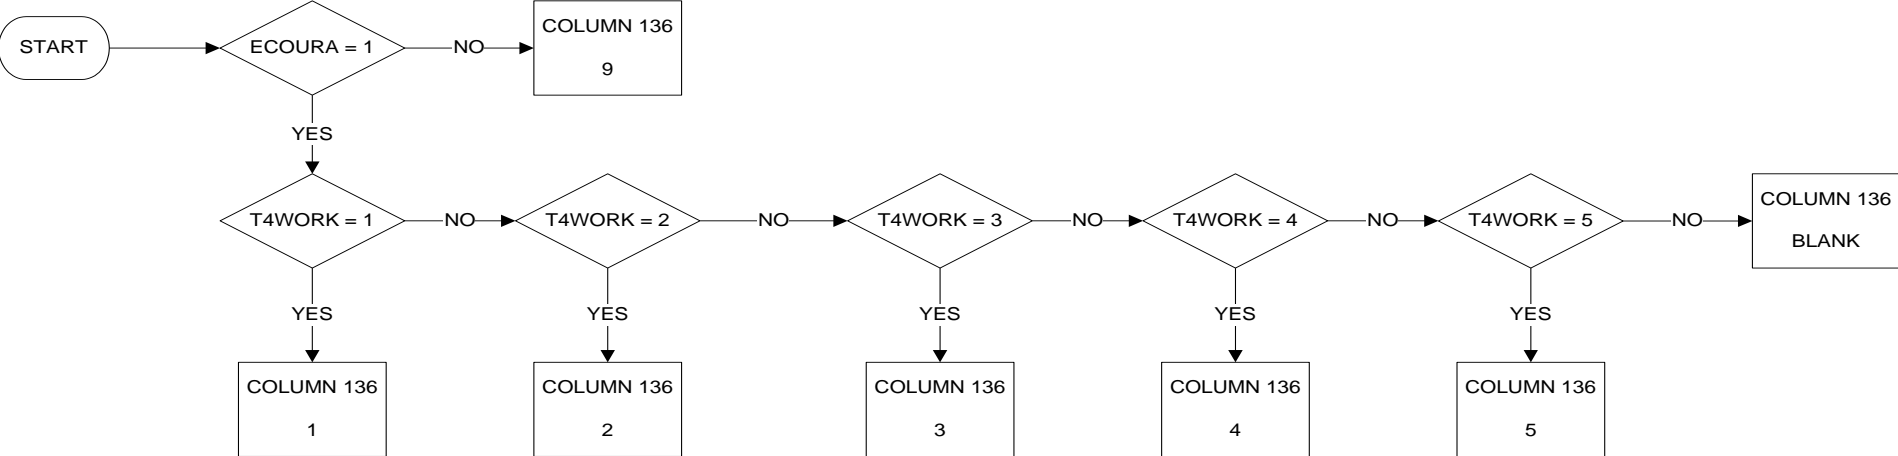 START
ECOURA = 1
NO
COLUMN 136
9
YES
T4WORK = 1
NO
T4WORK = 2
NO
T4WORK = 3
NO
T4WORK = 4
NO
T4WORK = 5
NO
COLUMN 136
BLANK
YES
YES
YES
YES
YES
COLUMN 136
1
COLUMN 136
2
COLUMN 136
3
COLUMN 136
4
COLUMN 136
5